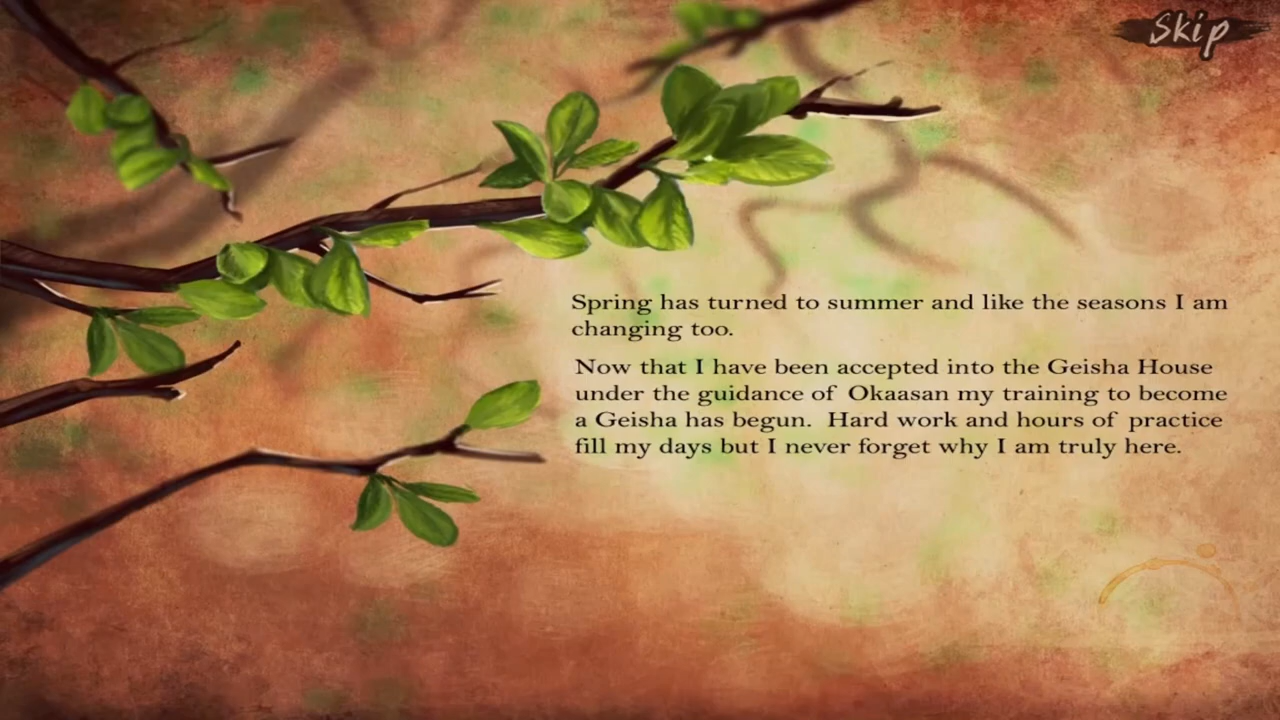 Skip
Spring has turned to summer and like the seasons I am
changing too.
Now that I have been accepted into the Geisha House
under the guidance of Okaasan my training to become
a Geisha has begun. Hard work and hours of practice
fill my days but I never forget why I am truly here.